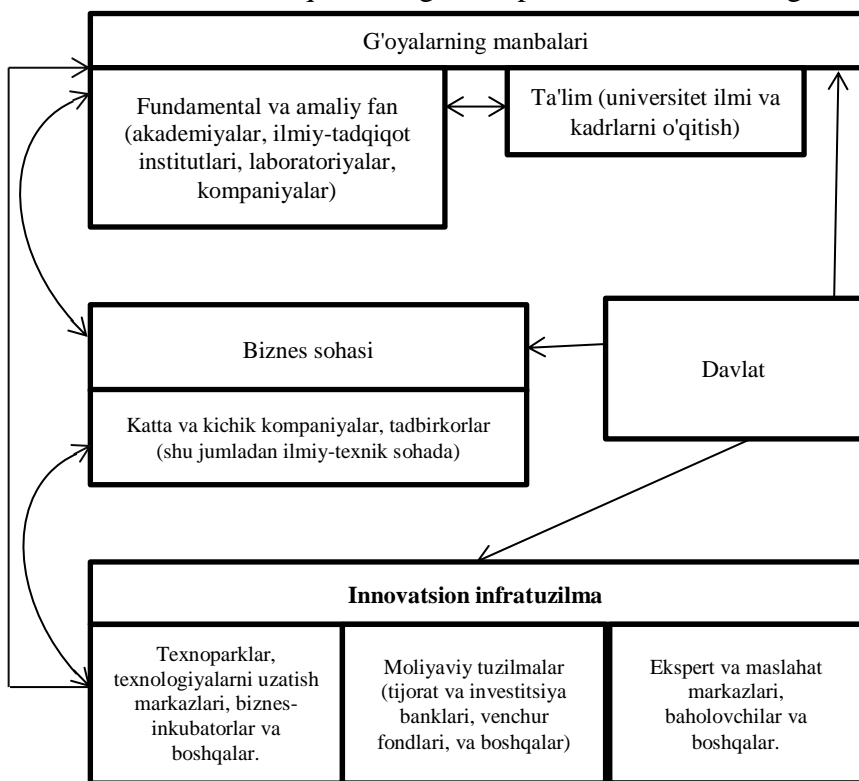 G'oyalarning manbalari
Fundamental va amaliy fan
(akademiyalar, ilmiy-tadqiqot
institutlari, laboratoriyalar,
kompaniyalar)
Ta'lim (universitet ilmi va
kadrlarni o'qitish)
Biznes sohasi
Davlat
Katta va kichik kompaniyalar, tadbirkorlar
(shu jumladan ilmiy-texnik sohada)
Innovatsion infratuzilma
Texnoparklar,
texnologiyalarni uzatish
markazlari, biznes-
inkubatorlar va
boshqalar.
Moliyaviy tuzilmalar
(tijorat va investitsiya
banklari, venchur
fondlari, va boshqalar)
Ekspert va maslahat
markazlari,
baholovchilar va
boshqalar.